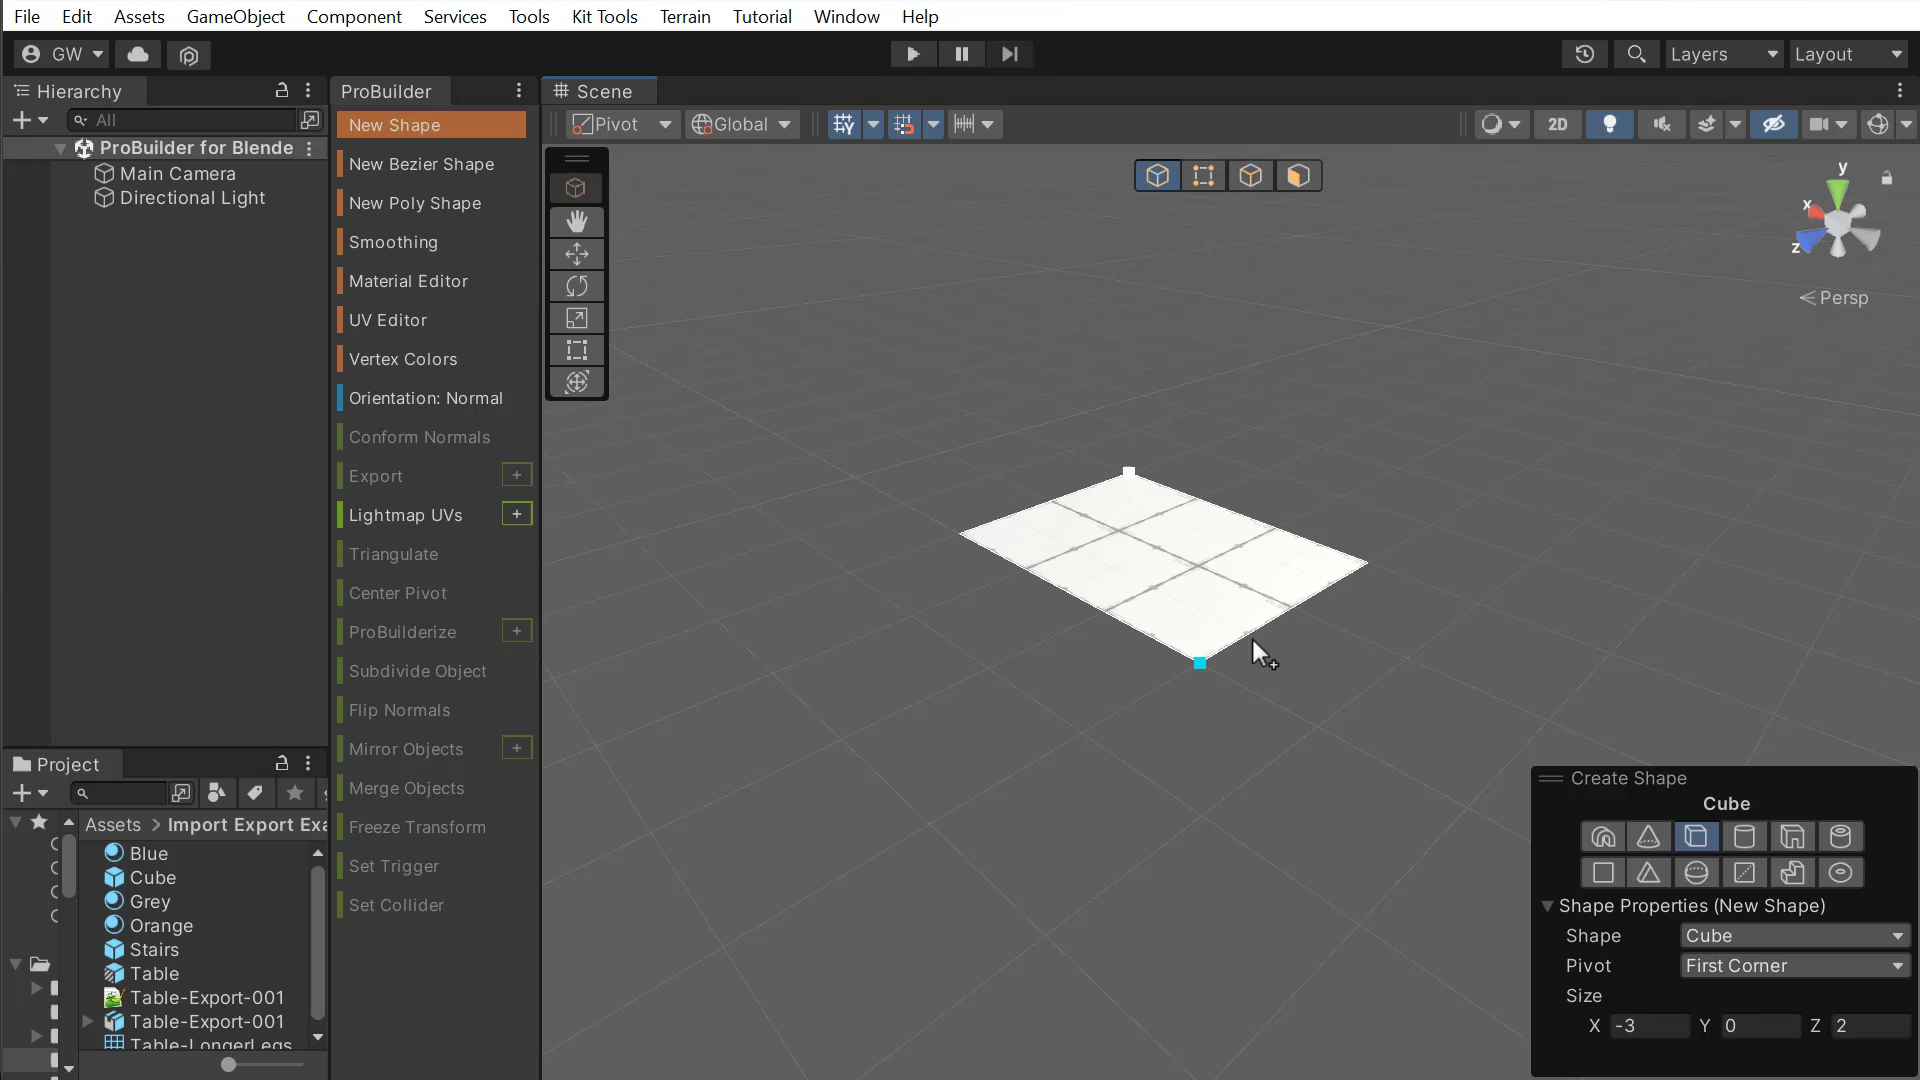 File Edit Assets GameObject Component Services Tools Kit Tools Terrain Tutorial Window Help
GW Layers Layout
Hierarchy
All
ProBuilder for Blende
Main Camera
Directional Light
ProBuilder
New Shape
New Bezier Shape
New Poly Shape
Smoothing
Material Editor
UV Editor
Vertex Colors
Orientation: Normal
Conform Normals
Export +
Lightmap UVs +
Triangulate
Center Pivot
ProBuilderize +
Subdivide Object
Flip Normals
Mirror Objects +
Merge Objects
Freeze Transform
Set Trigger
Set Collider
Scene
Pivot Global 2D
y
x
z
Persp
Project
Assets > Import Export Exa
Blue
Cube
Grey
Orange
Stairs
Table
Table-Export-001
Table-Export-001
Table-LongerLegs
Create Shape
Cube
Shape Properties (New Shape)
Shape Cube
Pivot First Corner
Size
X -3 Y 0 Z 2